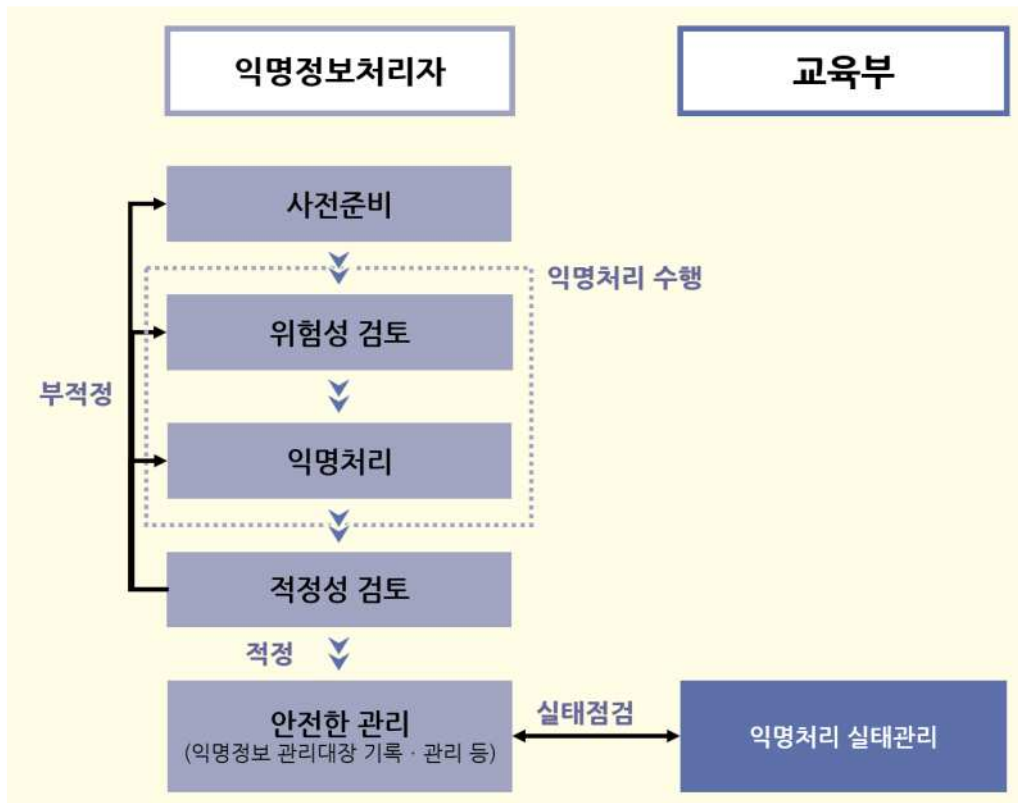 익명정보처리자
교육부
사전준비
익명처리 수행
위험성 검토
부적정
익명처리
적정성 검토
적정
안전한 관리
(익명정보 관리대장 기록 · 관리 등)
실태점검
익명처리 실태관리